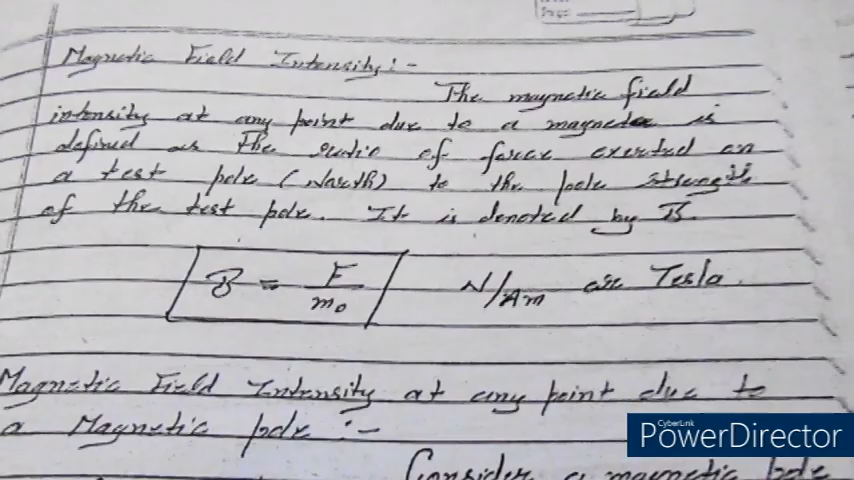 Magnetic Field Intensity :-
The magnetic field
intensity at any point due to a magnet is
defined as the ratio of force exerted on
a test pole (North) to the pole strength
of the test pole. It is denoted by B.
B = F/m₀ N/Am or Tesla.
Magnetic Field Intensity at any point due to
a Magnetic pole :-
Consider a magnetic pole
CyberLink
PowerDirector